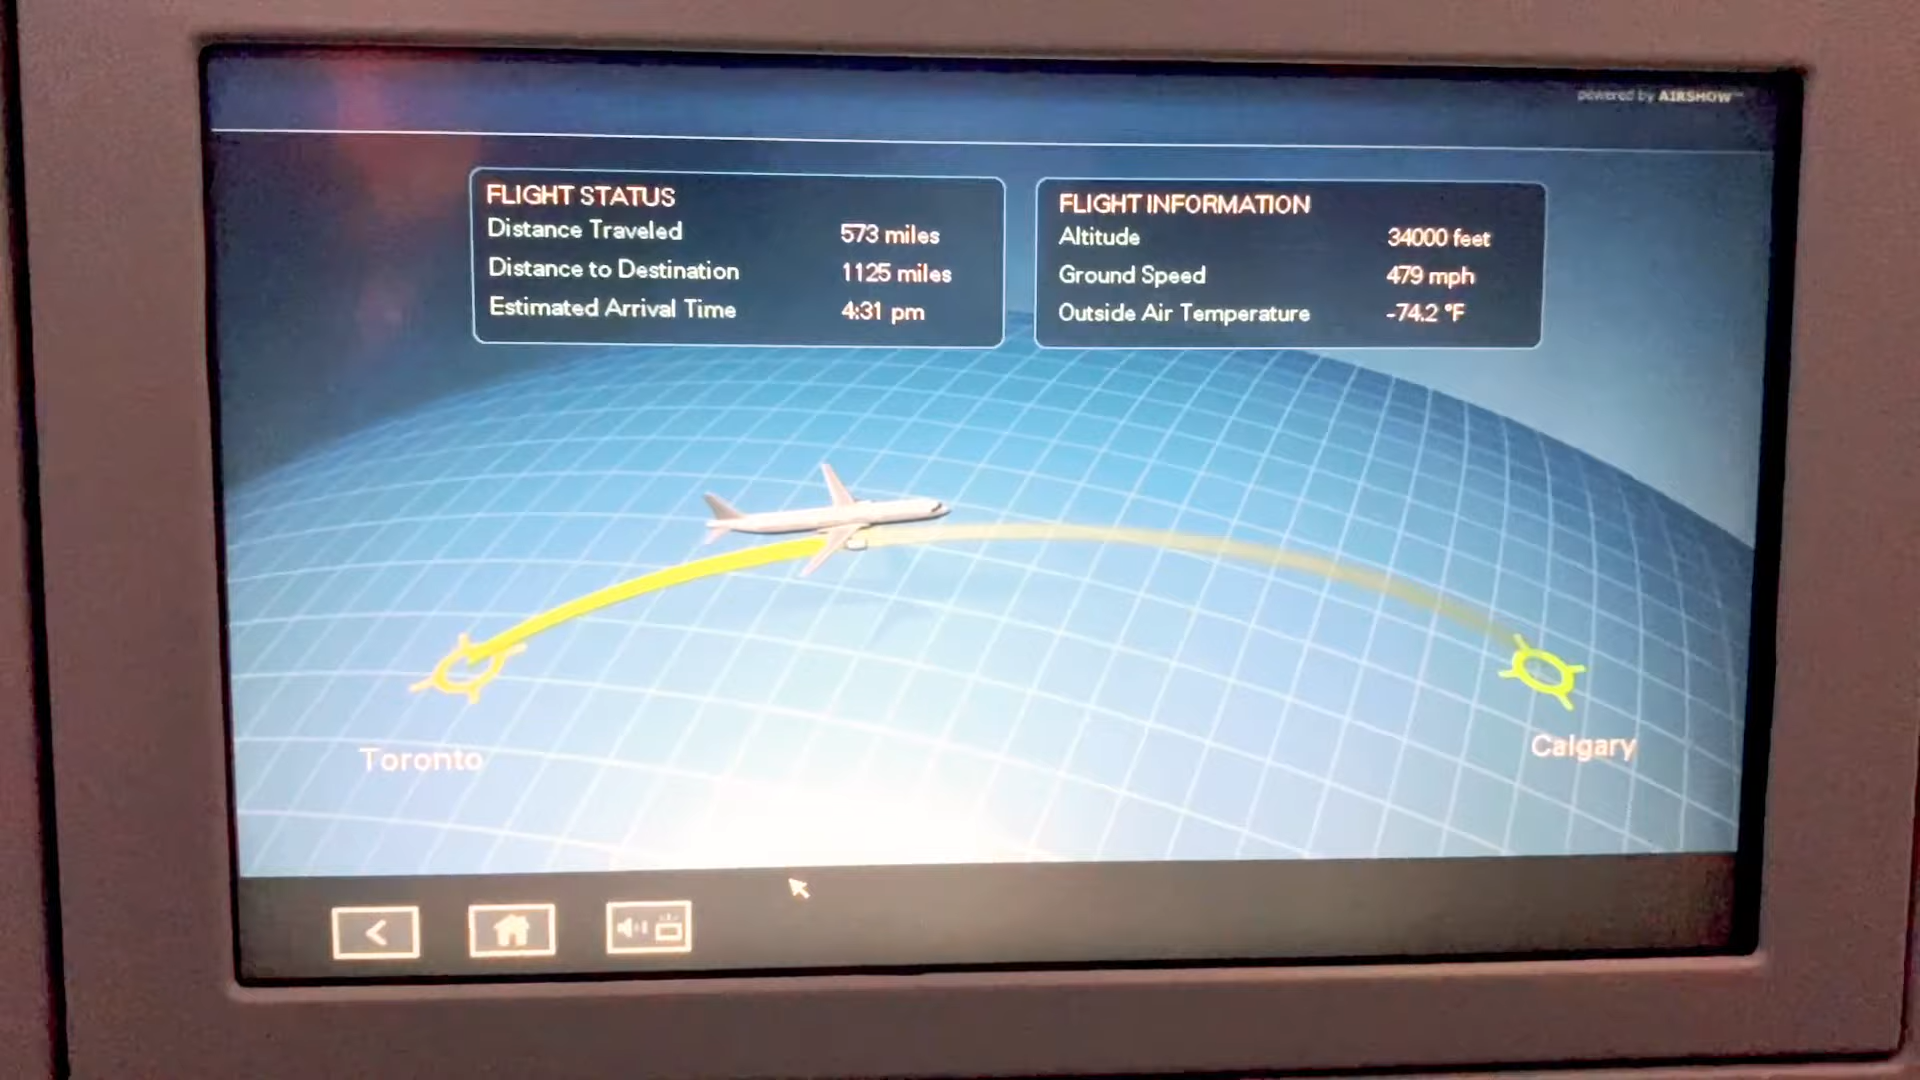 powered by AIRSHOW™
FLIGHT STATUS
Distance Traveled 573 miles
Distance to Destination 1125 miles
Estimated Arrival Time 4:31 pm
FLIGHT INFORMATION
Altitude 34000 feet
Ground Speed 479 mph
Outside Air Temperature -74.2 °F
Toronto
Calgary